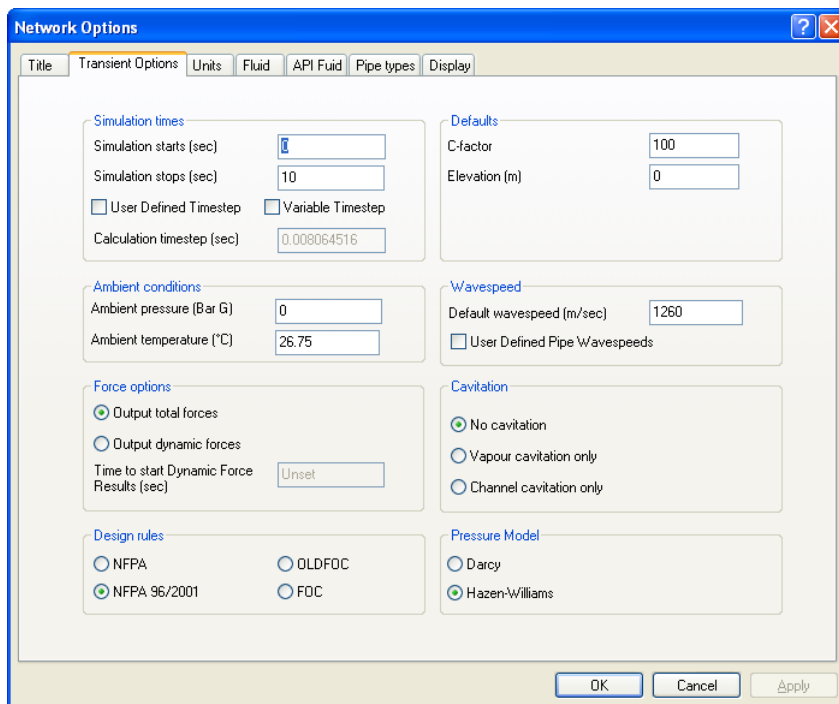 Network Options
Title Transient Options Units Fluid API Fuid Pipe types Display
Simulation times
Simulation starts (sec) 0
Simulation stops (sec) 10
User Defined Timestep Variable Timestep
Calculation timestep (sec) 0.008064516
Defaults
C-factor 100
Elevation (m) 0
Ambient conditions
Ambient pressure (Bar G) 0
Ambient temperature (°C) 26.75
Wavespeed
Default wavespeed (m/sec) 1260
User Defined Pipe Wavespeeds
Force options
Output total forces
Output dynamic forces
Time to start Dynamic Force
Results (sec) Unset
Cavitation
No cavitation
Vapour cavitation only
Channel cavitation only
Design rules
NFPA OLDFOC
NFPA 96/2001 FOC
Pressure Model
Darcy
Hazen-Williams
OK Cancel Apply